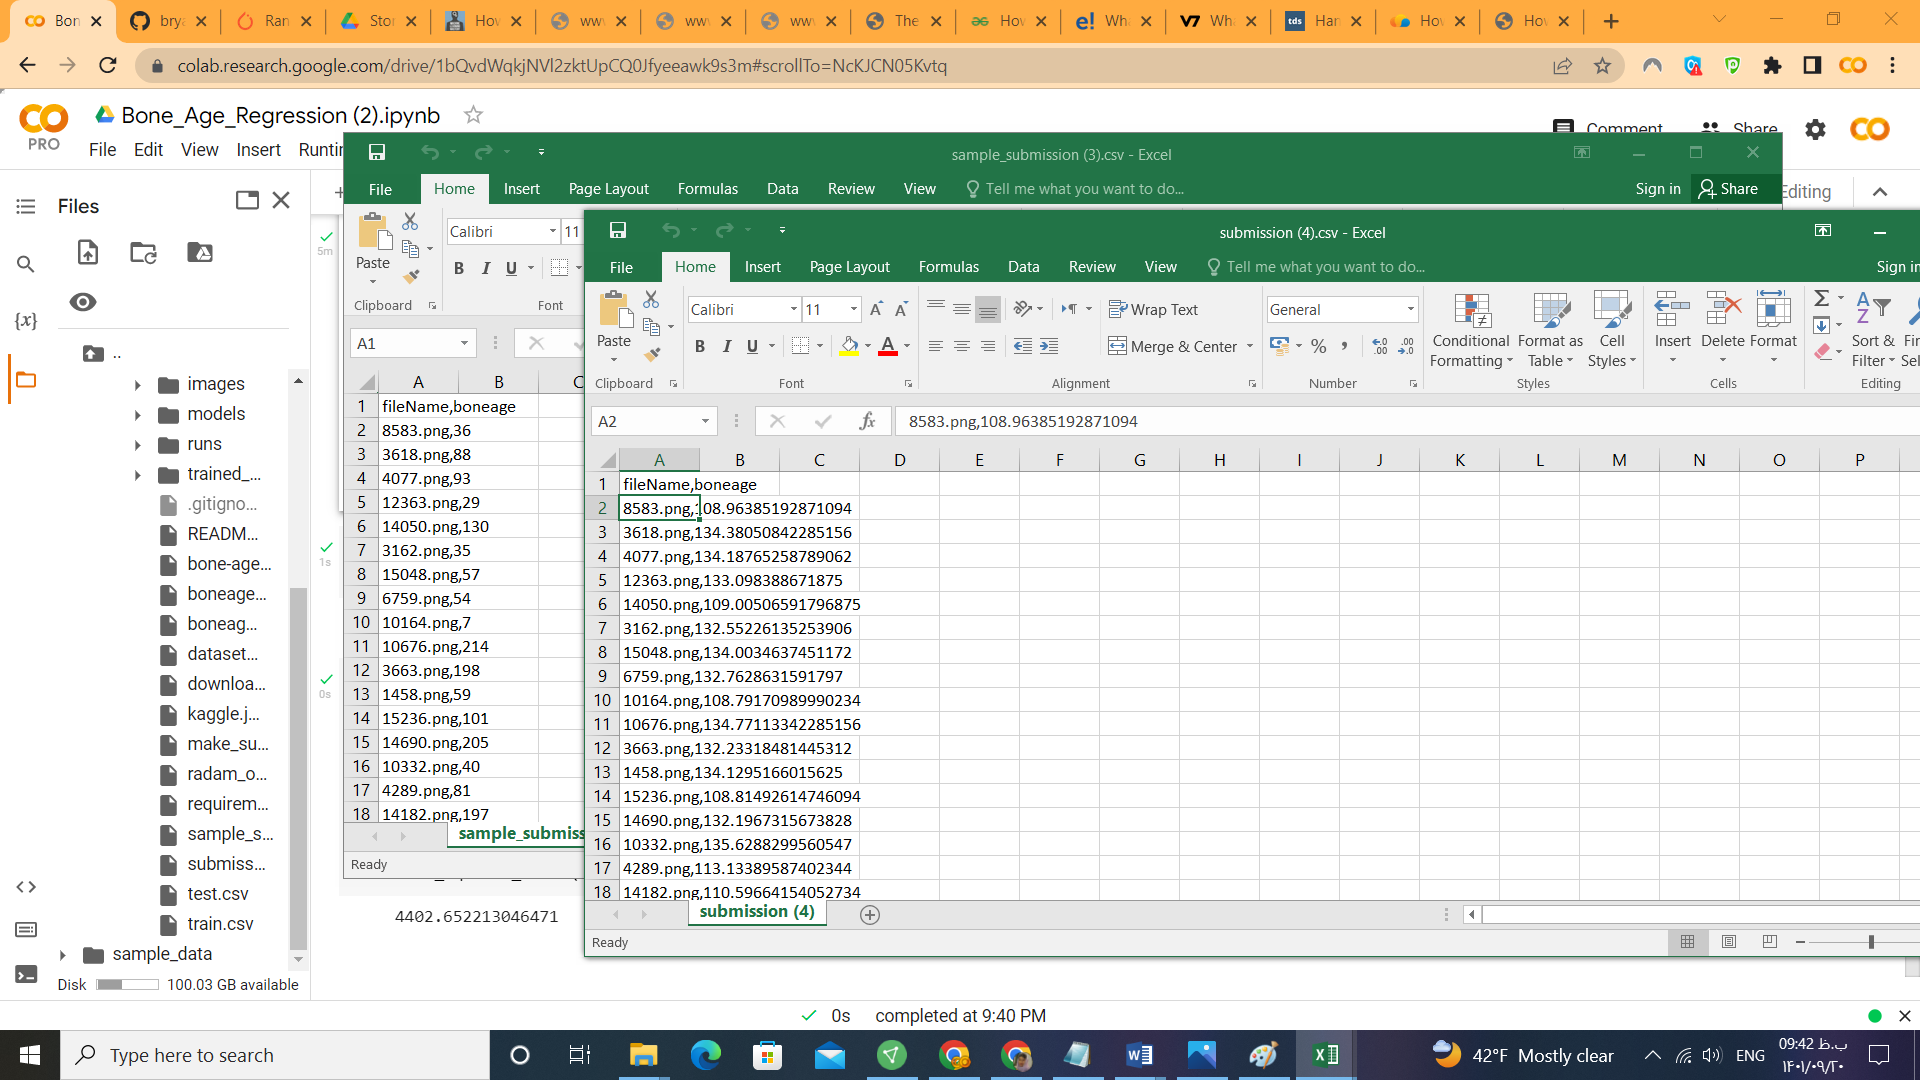 Bon
brya
Ran
Sto
How
ww
ww
ww
The
How
Wh
Wh
Har
How
How
colab.research.google.com/drive/1bQvdWqkjNVl2zktUpCQ0Jfyeeawk9s3m#scrollTo=NcKJCN05Kvtq
PRO
Bone_Age_Regression (2).ipynb
File Edit View Insert Runtin
Comment Share
Editing
Files
..
images
models
runs
trained_...
.gitigno...
READM...
bone-age...
boneage...
boneag...
dataset...
downloa...
kaggle.j...
make_su...
radam_o...
requirem...
sample_s...
submiss...
test.csv
train.csv
sample_data
Disk 100.03 GB available
5m
1s
0s
sample_submission (3).csv - Excel
File Home Insert Page Layout Formulas Data Review View Tell me what you want to do... Sign in Share
Paste
Calibri 11
B I U
Clipboard Font
A1
A B C
1 fileName,boneage
2 8583.png,36
3 3618.png,88
4 4077.png,93
5 12363.png,29
6 14050.png,130
7 3162.png,35
8 15048.png,57
9 6759.png,54
10 10164.png,7
11 10676.png,214
12 3663.png,198
13 1458.png,59
14 15236.png,101
15 14690.png,205
16 10332.png,40
17 4289.png,81
18 14182.png,197
sample_submiss
Ready
4402.652213046471
submission (4).csv - Excel
File Home Insert Page Layout Formulas Data Review View Tell me what you want to do... Sign in
Paste
Calibri 11
B I U
Wrap Text
Merge & Center
General
Conditional Formatting
Format as Table
Cell Styles
Insert Delete Format
Sort & Filter
Clipboard Font Alignment Number Styles Cells Editing
A2 fx 8583.png,108.96385192871094
A B C D E F G H I J K L M N O P
1 fileName,boneage
2 8583.png,108.96385192871094
3 3618.png,134.38050842285156
4 4077.png,134.18765258789062
5 12363.png,133.098388671875
6 14050.png,109.00506591796875
7 3162.png,132.55226135253906
8 15048.png,134.0034637451172
9 6759.png,132.7628631591797
10 10164.png,108.79170989990234
11 10676.png,134.77113342285156
12 3663.png,132.23318481445312
13 1458.png,134.1295166015625
14 15236.png,108.81492614746094
15 14690.png,132.1967315673828
16 10332.png,135.6288299560547
17 4289.png,113.13389587402344
18 14182.png,110.59664154052734
submission (4)
Ready
0s completed at 9:40 PM
Type here to search
42°F Mostly clear
ENG
09:42 ب.ظ
۱۴۰۱/۰۹/۲۰